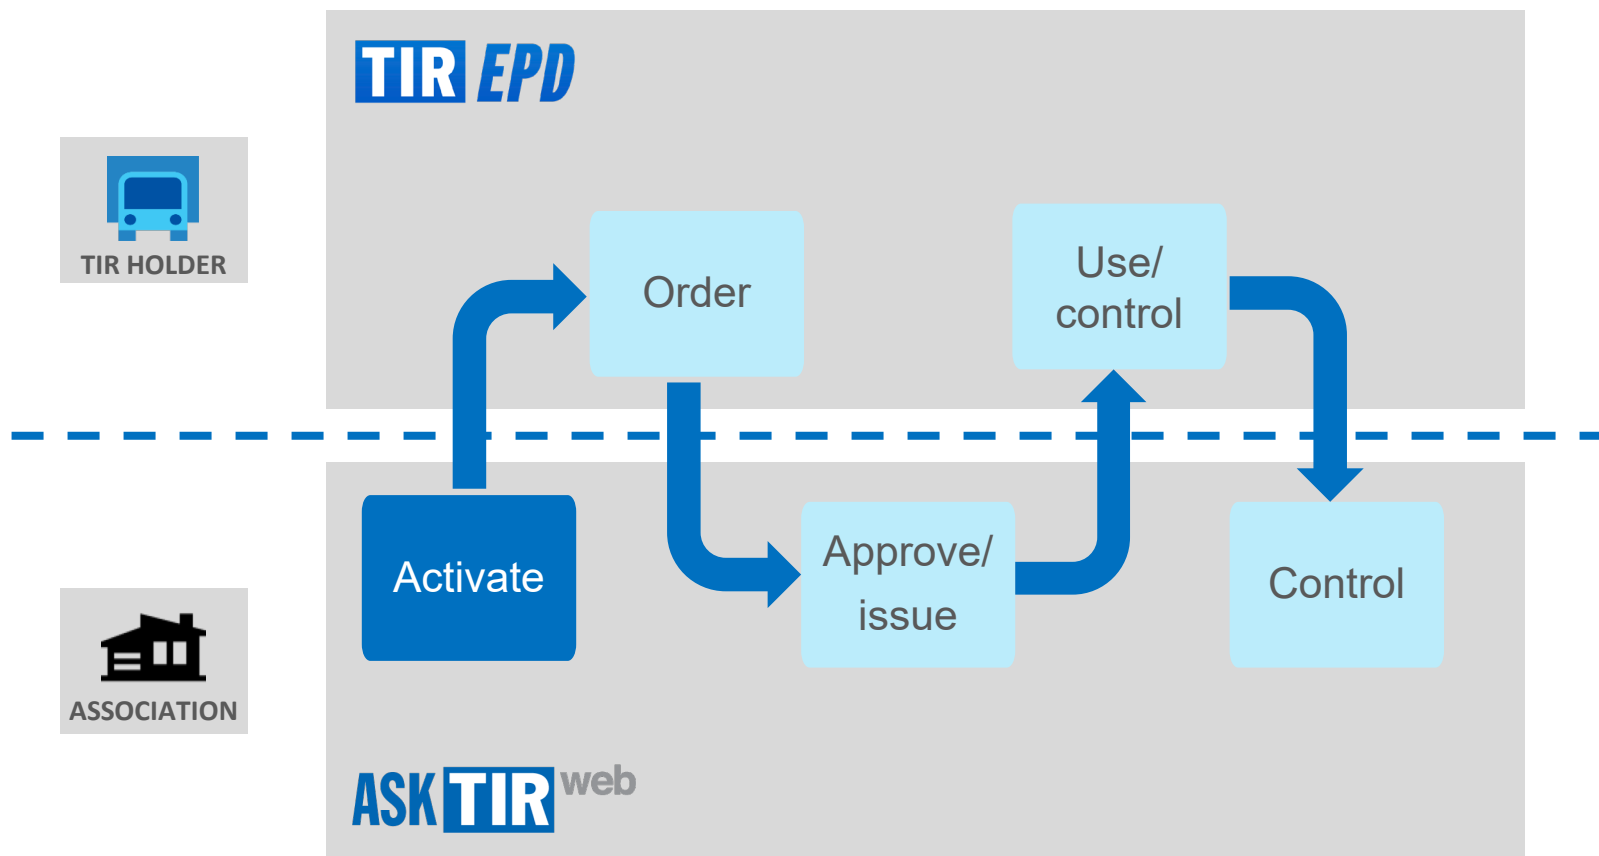 TIR EPD
TIR HOLDER
Order
Use/
control
Activate
Approve/
issue
Control
ASSOCIATION
ASK TIR web